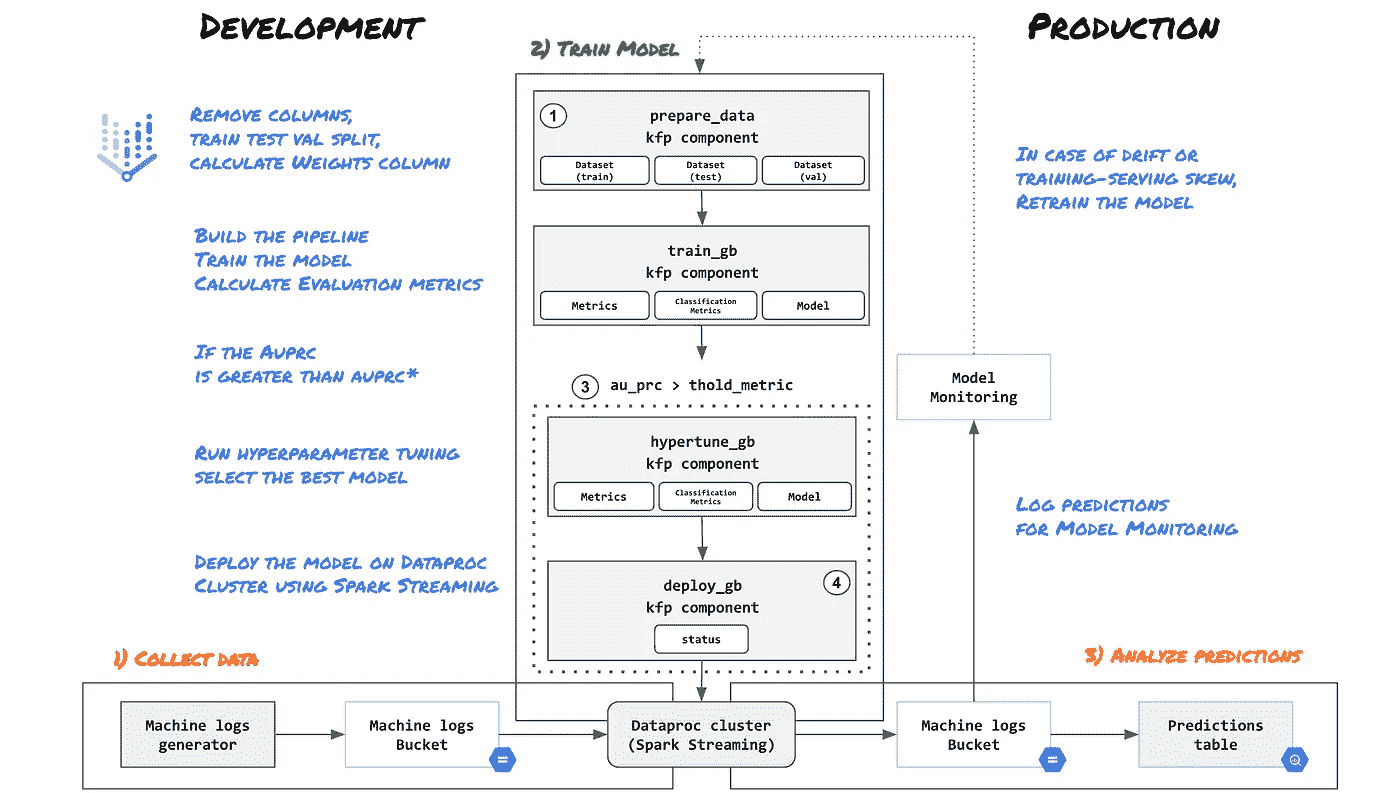 Development
Production
2) Train Model
Remove columns,
train test val split,
calculate Weights column
1
prepare_data
kfp component
Dataset
(train)
Dataset
(test)
Dataset
(val)
In case of drift or
training-serving skew,
Retrain the model
Build the pipeline
Train the model
Calculate Evaluation metrics
train_gb
kfp component
Metrics
Classification
Metrics
Model
If the Auprc
is greater than auprc*
3
au_prc > thold_metric
Model
Monitoring
Run hyperparameter tuning
select the best model
hypertune_gb
kfp component
Metrics
Classification
Metrics
Model
Log predictions
for Model Monitoring
Deploy the model on Dataproc
Cluster using Spark Streaming
deploy_gb
kfp component
4
status
1) Collect data
3) Analyze predictions
Machine logs
generator
Machine logs
Bucket
Dataproc cluster
(Spark Streaming)
Machine logs
Bucket
Predictions
table